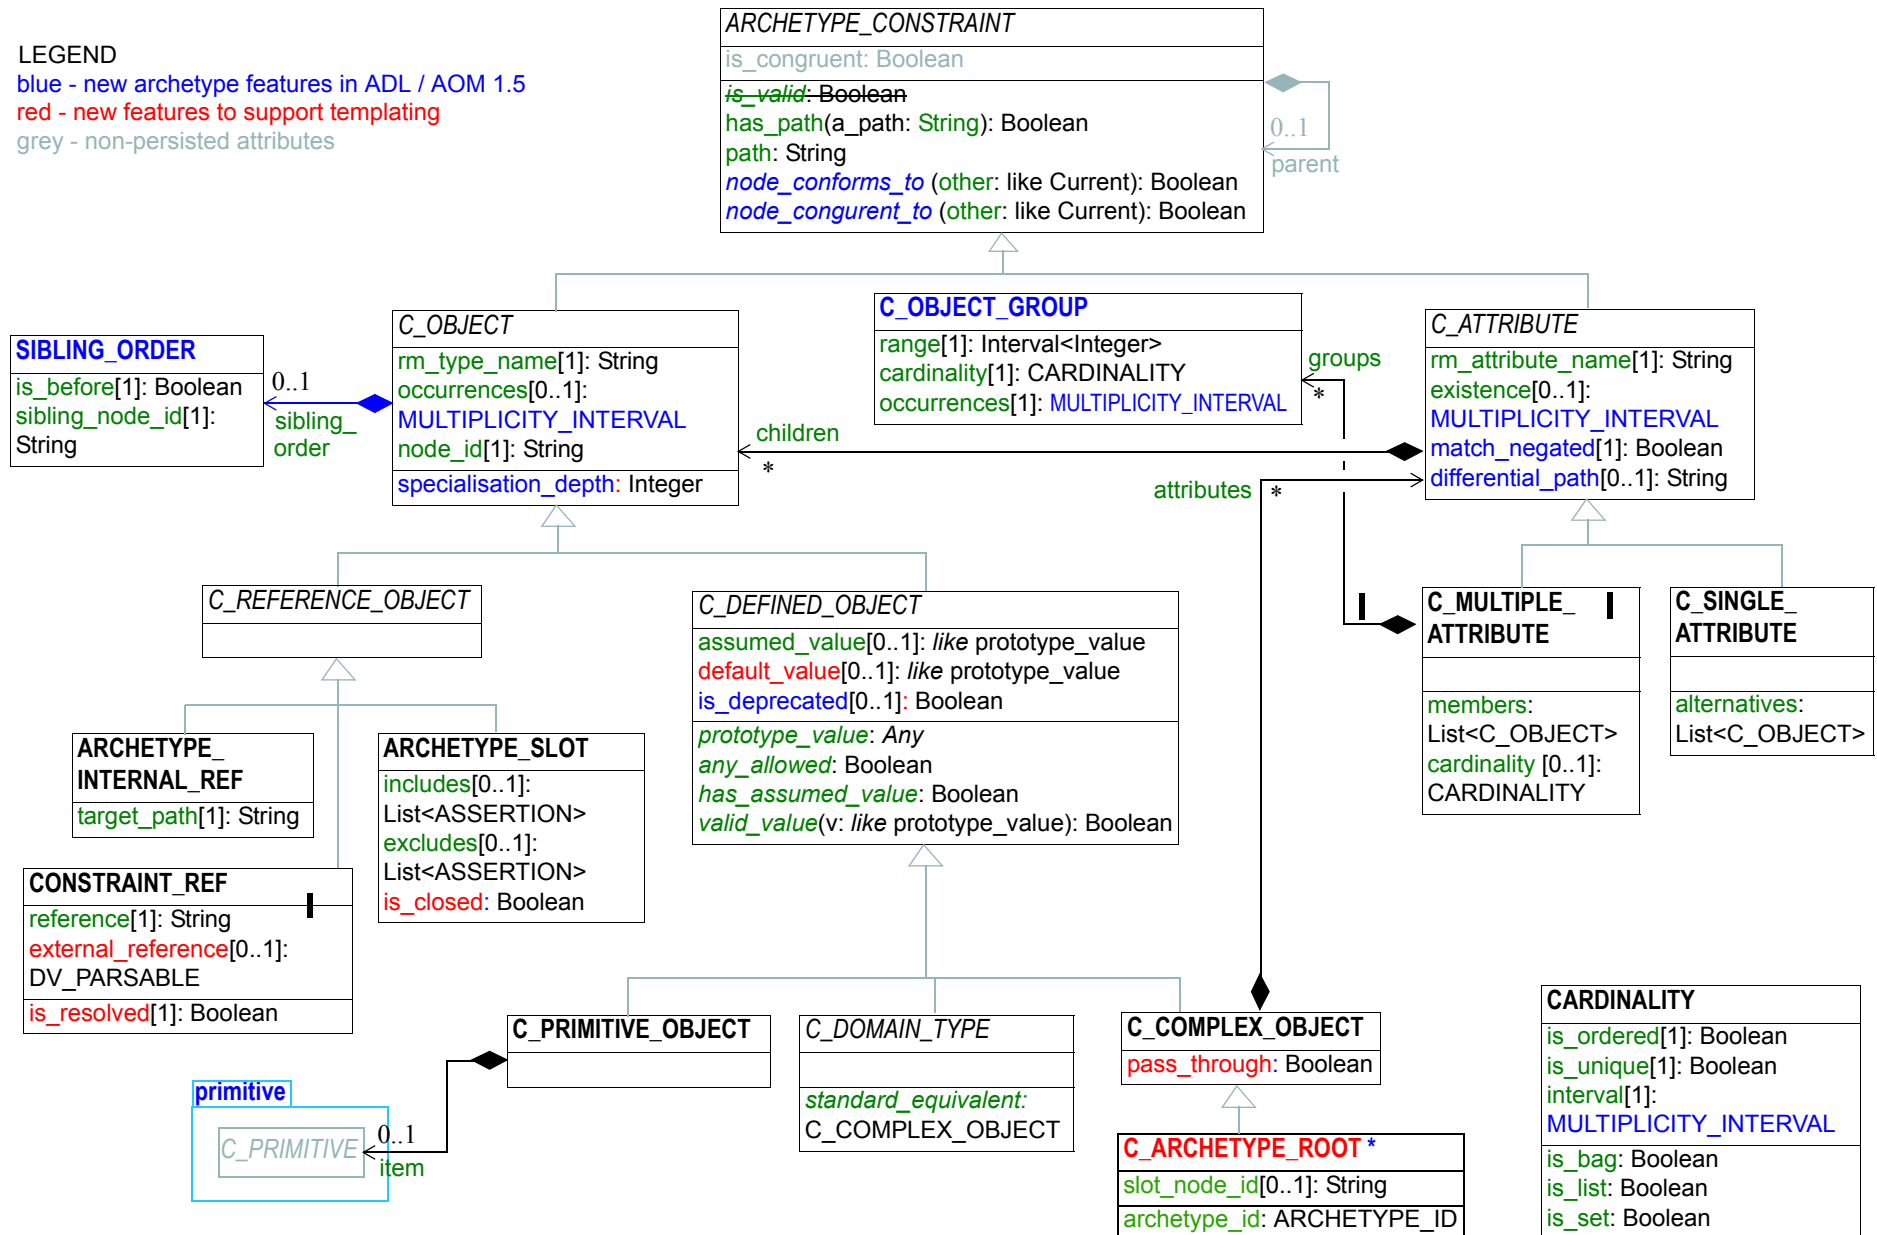 LEGEND
blue - new archetype features in ADL / AOM 1.5
red - new features to support templating
grey - non-persisted attributes
ARCHETYPE_CONSTRAINT
is_congruent: Boolean
is_valid: Boolean
has_path(a_path: String): Boolean
path: String
node_conforms_to (other: like Current): Boolean
node_congurent_to (other: like Current): Boolean
0..1
parent
SIBLING_ORDER
is_before[1]: Boolean
sibling_node_id[1]:
String
0..1
sibling_
order
C_OBJECT
rm_type_name[1]: String
occurrences[0..1]:
MULTIPLICITY_INTERVAL
node_id[1]: String
specialisation_depth: Integer
C_OBJECT_GROUP
range[1]: Interval<Integer>
cardinality[1]: CARDINALITY
occurrences[1]: MULTIPLICITY_INTERVAL
groups
*
children
*
attributes
*
C_ATTRIBUTE
rm_attribute_name[1]: String
existence[0..1]:
MULTIPLICITY_INTERVAL
match_negated[1]: Boolean
differential_path[0..1]: String
C_REFERENCE_OBJECT
C_DEFINED_OBJECT
assumed_value[0..1]: like prototype_value
default_value[0..1]: like prototype_value
is_deprecated[0..1]: Boolean
prototype_value: Any
any_allowed: Boolean
has_assumed_value: Boolean
valid_value(v: like prototype_value): Boolean
C_MULTIPLE_
ATTRIBUTE
members:
List<C_OBJECT>
cardinality [0..1]:
CARDINALITY
C_SINGLE_
ATTRIBUTE
alternatives:
List<C_OBJECT>
ARCHETYPE_
INTERNAL_REF
target_path[1]: String
ARCHETYPE_SLOT
includes[0..1]:
List<ASSERTION>
excludes[0..1]:
List<ASSERTION>
is_closed: Boolean
CONSTRAINT_REF
reference[1]: String
external_reference[0..1]:
DV_PARSABLE
is_resolved[1]: Boolean
C_PRIMITIVE_OBJECT
C_DOMAIN_TYPE
standard_equivalent:
C_COMPLEX_OBJECT
C_COMPLEX_OBJECT
pass_through: Boolean
primitive
C_PRIMITIVE
0..1
item
C_ARCHETYPE_ROOT *
slot_node_id[0..1]: String
archetype_id: ARCHETYPE_ID
CARDINALITY
is_ordered[1]: Boolean
is_unique[1]: Boolean
interval[1]:
MULTIPLICITY_INTERVAL
is_bag: Boolean
is_list: Boolean
is_set: Boolean